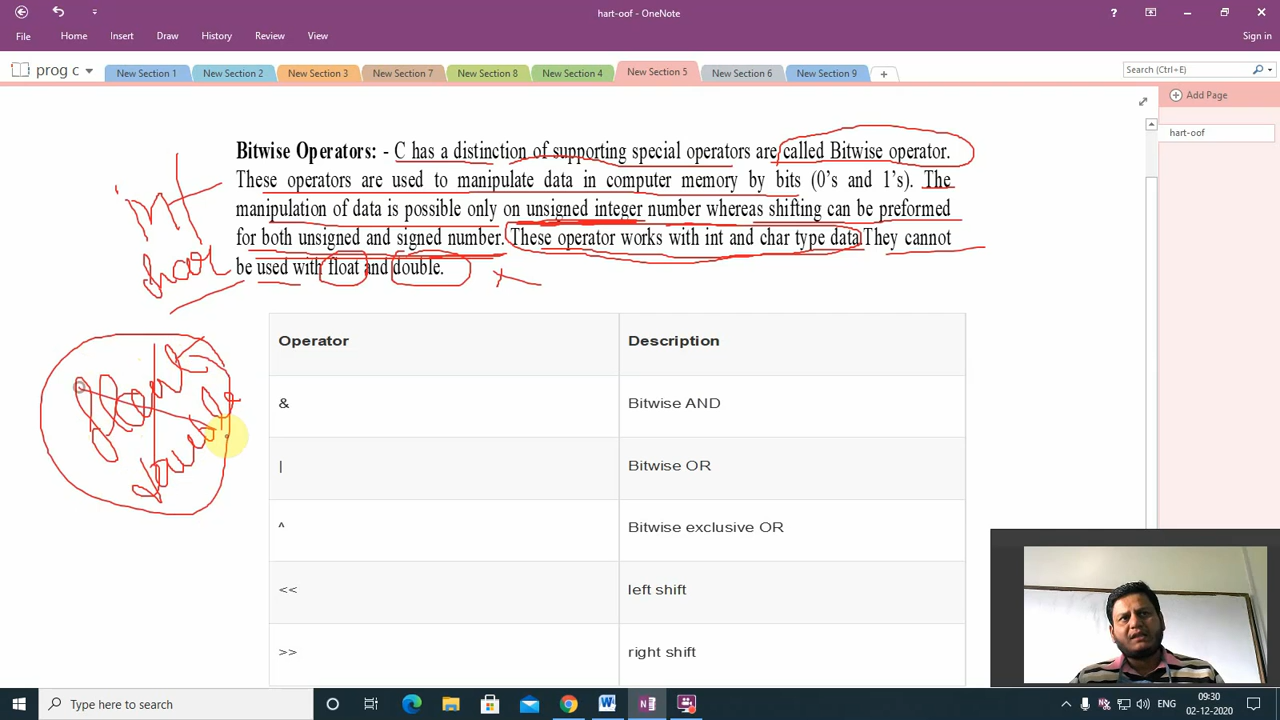 hart-oof - OneNote
?
File Home Insert Draw History Review View Sign in
prog c New Section 1 New Section 2 New Section 3 New Section 7 New Section 8 New Section 4 New Section 5 New Section 6 New Section 9 + Search (Ctrl+E)
Add Page
hart-oof
Bitwise Operators: - C has a distinction of supporting special operators are called Bitwise operator.
These operators are used to manipulate data in computer memory by bits (0's and 1's). The
manipulation of data is possible only on unsigned integer number whereas shifting can be preformed
for both unsigned and signed number. These operator works with int and char type data They cannot
be used with float and double.
int
char
float
double
Operator Description
& Bitwise AND
| Bitwise OR
^ Bitwise exclusive OR
<< left shift
>> right shift
Type here to search
ENG
09:30
02-12-2020